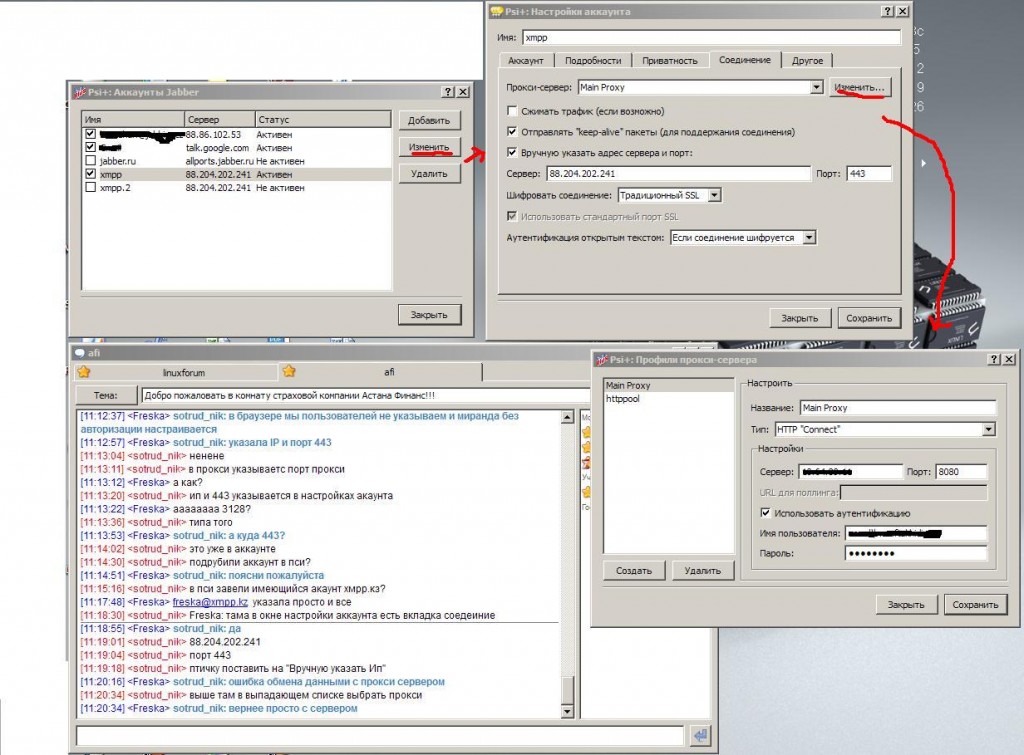 Psi+: Аккаунты Jabber
Имя Сервер Статус
88.86.102.53 Активен
talk.google.com Активен
jabber.ru allports.jabber.ru Не активен
xmpp 88.204.202.241 Активен
xmpp.2 88.204.202.241 Не активен
Добавить
Изменить
Удалить
Закрыть
Psi+: Настройки аккаунта
Имя: xmpp
Аккаунт Подробности Приватность Соединение Другое
Прокси-сервер: Main Proxy Изменить...
Сжимать трафик (если возможно)
Отправлять "keep-alive" пакеты (для поддержания соединения)
Вручную указать адрес сервера и порт:
Сервер: 88.204.202.241 Порт: 443
Шифровать соединение: Традиционный SSL
Использовать стандартный порт SSL
Аутентификация открытым текстом: Если соединение шифруется
Закрыть Сохранить
afi
linuxforum afi
Тема: Добро пожаловать в комнату страховой компании Астана Финанс!!!
[11:12:37] <Freska> sotrud_nik: в браузере мы пользователей не указываем и миранда без
авторизации настраивается
[11:12:57] <Freska> sotrud_nik: указала IP и порт 443
[11:13:04] <sotrud_nik> ненене
[11:13:11] <sotrud_nik> в прокси указываетс порт прокси
[11:13:12] <Freska> а как?
[11:13:20] <sotrud_nik> ип и 443 указывается в настройках акаунта
[11:13:22] <Freska> аааааааа 3128?
[11:13:36] <sotrud_nik> типа того
[11:13:53] <Freska> sotrud_nik: а куда 443?
[11:14:02] <sotrud_nik> это уже в аккаунте
[11:14:30] <sotrud_nik> подрубили аккаунт в пси?
[11:14:51] <Freska> sotrud_nik: поясни пожалуйста
[11:15:16] <sotrud_nik> в пси завели имеющийся акаунт хмрр.кз?
[11:17:48] <Freska> freska@xmpp.kz указала просто и все
[11:18:30] <sotrud_nik> Freska: тама в окне настройки аккаунта есть вкладка соедеиние
[11:18:55] <Freska> sotrud_nik: да
[11:19:01] <sotrud_nik> 88.204.202.241
[11:19:04] <sotrud_nik> порт 443
[11:19:18] <sotrud_nik> птичку поставить на "Вручную указать Ип"
[11:20:16] <Freska> sotrud_nik: ошибка обмена данными с прокси сервером
[11:20:34] <sotrud_nik> выше там в выпадающем списке выбрать прокси
[11:20:34] <Freska> sotrud_nik: вернее просто с сервером
Psi+: Профили прокси-сервера
Main Proxy
httppool
Создать Удалить
Настроить
Название: Main Proxy
Тип: HTTP "Connect"
Настройки
Сервер: Порт: 8080
URL для поллинга:
Использовать аутентификацию
Имя пользователя:
Пароль:
Закрыть Сохранить